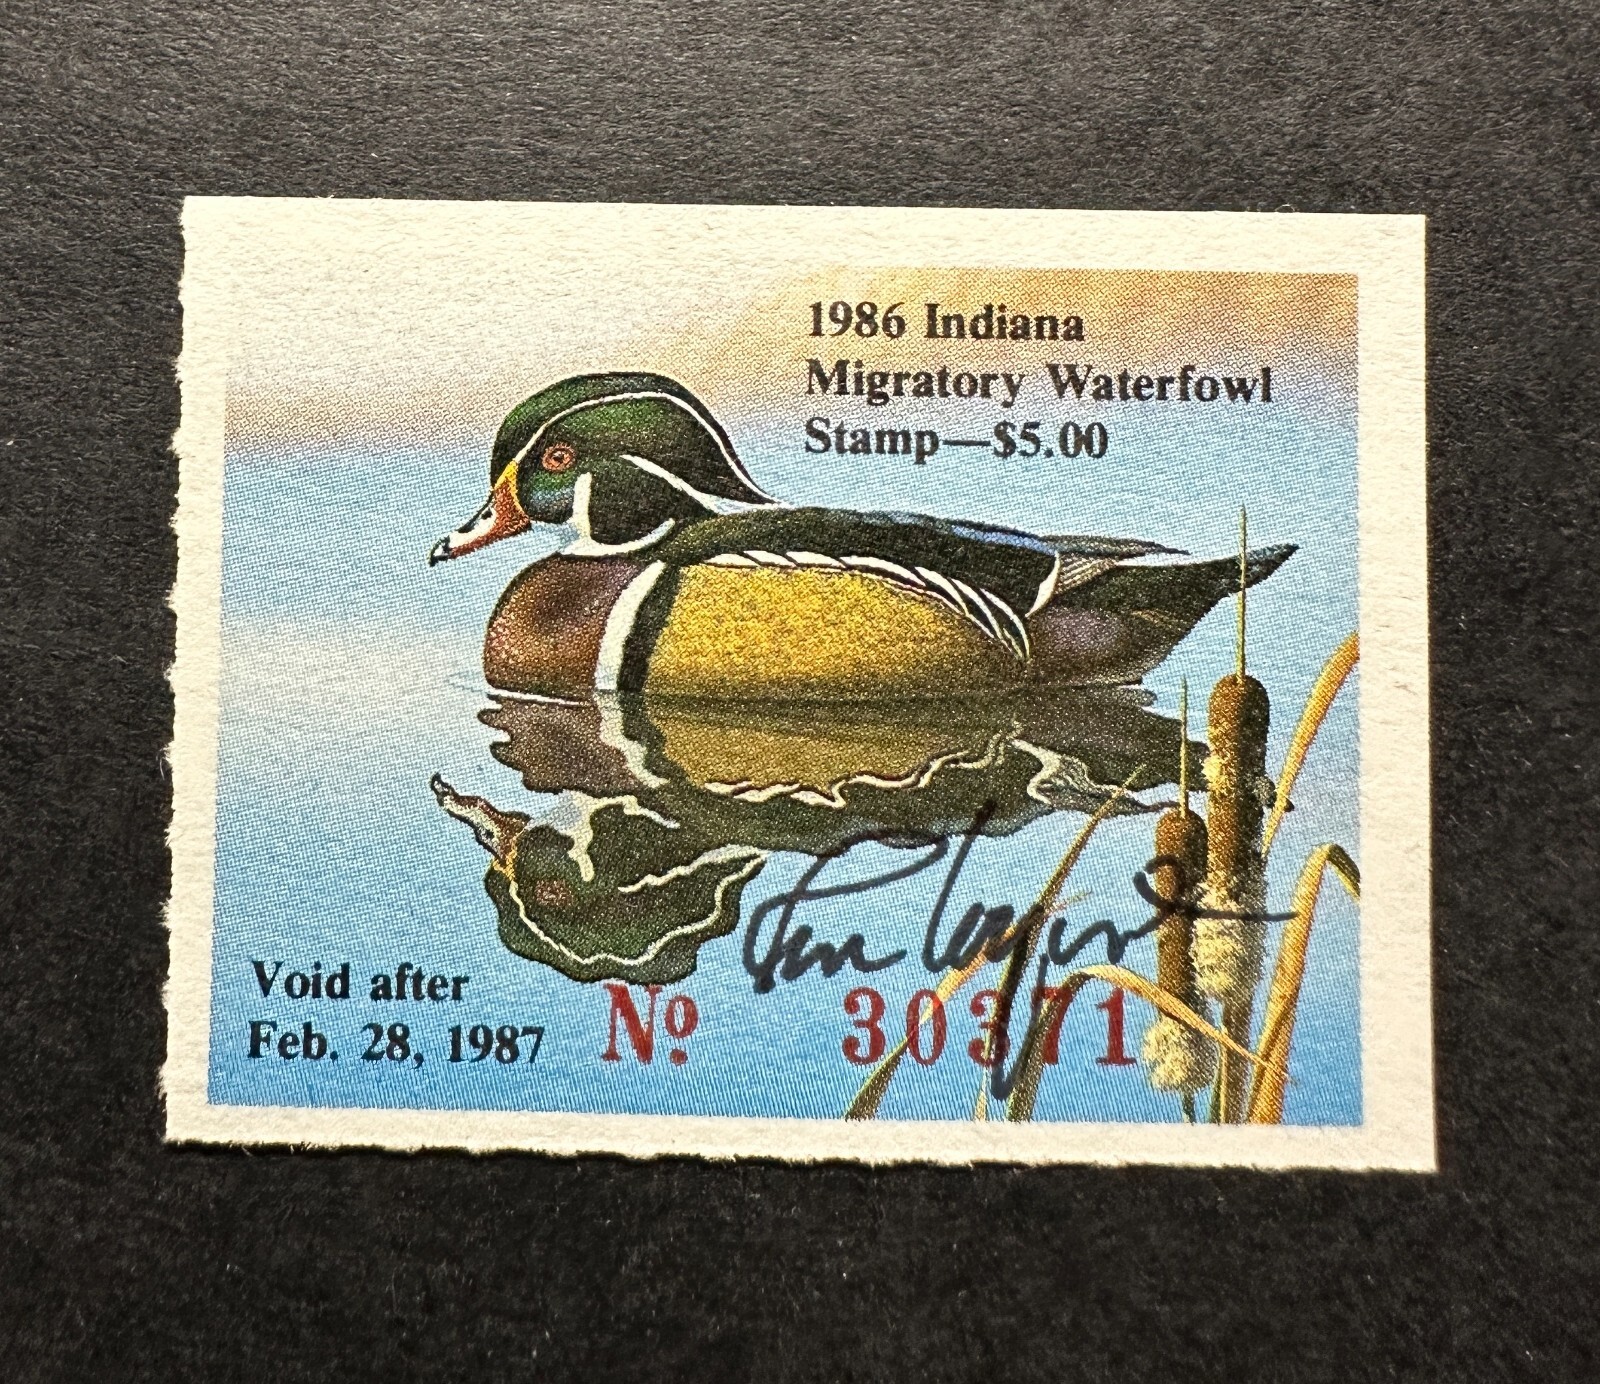 1986 Indiana
Migratory Waterfowl
Stamp—$5.00
Void after
Feb. 28, 1987
No 30371